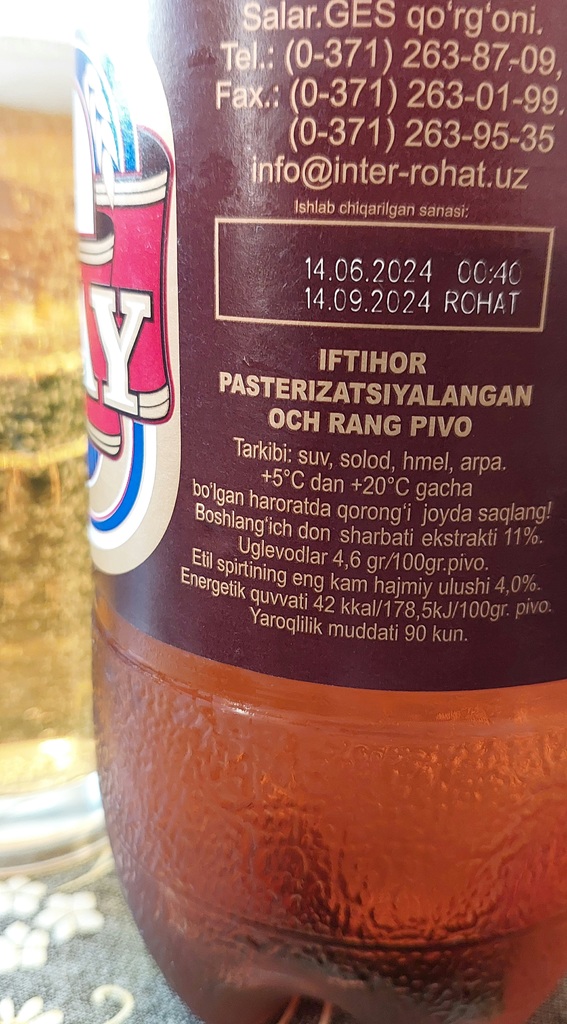 Salar.GES qo‘rg‘oni.
Tel.: (0-371) 263-87-09,
Fax.: (0-371) 263-01-99.
(0-371) 263-95-35
info@inter-rohat.uz
Ishlab chiqarilgan sanasi:
14.06.2024 00:40
14.09.2024 ROHAT
AY
IFTIHOR
PASTERIZATSIYALANGAN
OCH RANG PIVO
Tarkibi: suv, solod, hmel, arpa.
+5°C dan +20°C gacha
bo‘lgan haroratda qorong‘i joyda saqlang!
Boshlang‘ich don sharbati ekstrakti 11%.
Uglevodlar 4,6 gr/100gr.pivo.
Etil spirtining eng kam hajmiy ulushi 4,0%.
Energetik quvvati 42 kkal/178,5kJ/100gr. pivo.
Yaroqlilik muddati 90 kun.